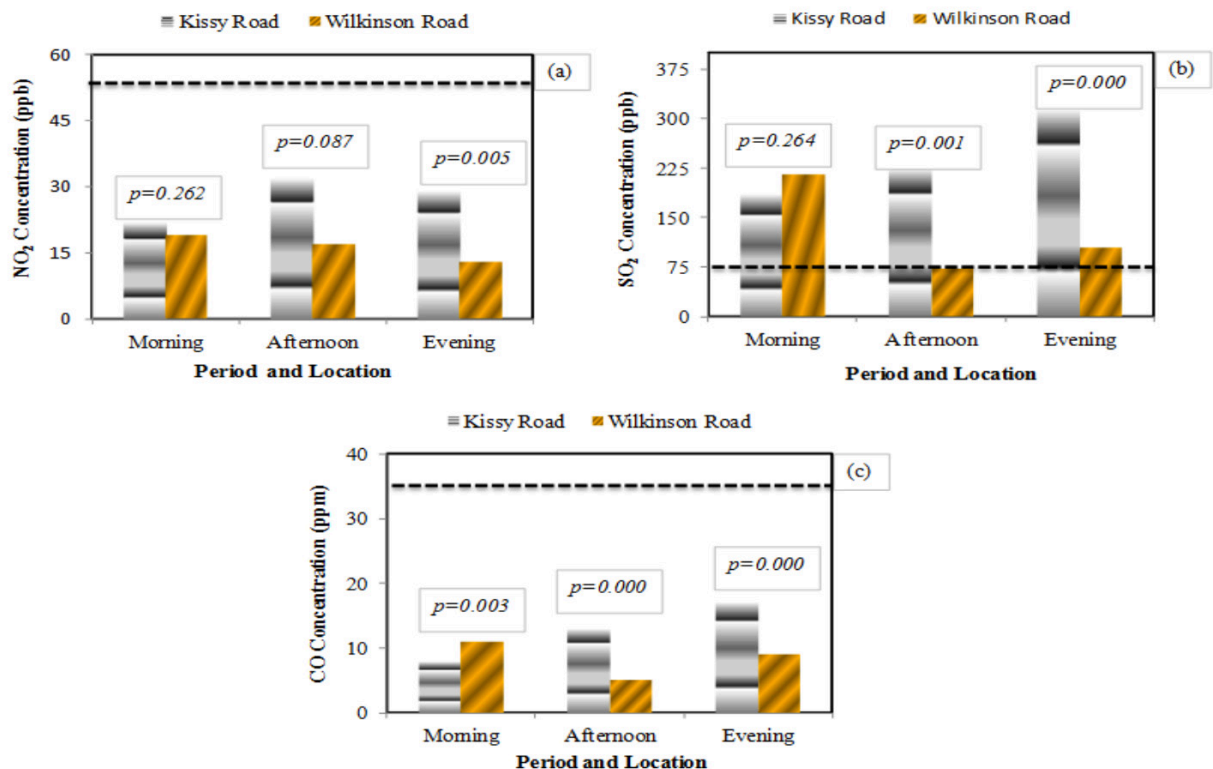 Kissy Road Wilkinson Road
NO₂ Concentration (ppb)
60
45
30
15
0
(a)
p=0.262
p=0.087
p=0.005
Morning Afternoon Evening
Period and Location
Kissy Road Wilkinson Road
SO₂ Concentration (ppb)
375
300
225
150
75
0
(b)
p=0.264
p=0.001
p=0.000
Morning Afternoon Evening
Period and Location
Kissy Road Wilkinson Road
CO Concentration (ppm)
40
30
20
10
0
(c)
p=0.003
p=0.000
p=0.000
Morning Afternoon Evening
Period and Location